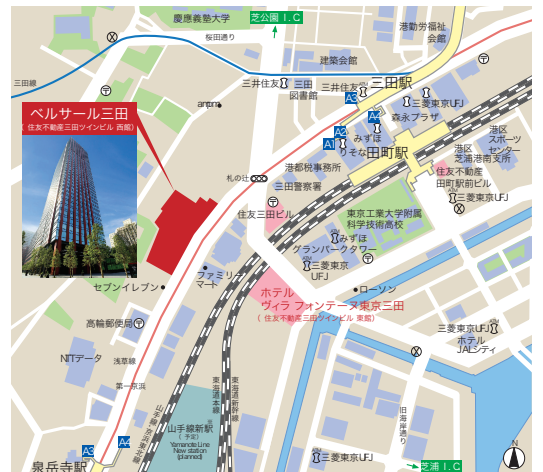 慶應義塾大学
芝公園 I.C
港勤労福祉
会館
桜田通り
建築会館
三田線
三井住友
三田
図書館
三井住友
三田駅
ATM
A3
三菱東京UFJ
ベルサール三田
( 住友不動産三田ツインビル 西館 )
A4
森永プラザ
A2
みずほ
A1
りそな
田町駅
港区
スポーツ
センター
港都税事務所
港区
芝浦港南支所
札の辻
三田警察署
住友不動産
田町駅前ビル
ATM
三菱東京UFJ
住友三田ビル
東京工業大学附属
科学技術高校
みずほ
グランパークタワー
ATM
三菱東京
UFJ
ファミリー
マート
セブンイレブン
ローソン
ホテル
ヴィラ フォンテーヌ東京三田
( 住友不動産三田ツインビル 東館 )
高輪郵便局
三菱東京UFJ
ホテル
JALシティ
NTTデータ
浅草線
第一京浜
東海道本線
東海道新幹線
山手線・京浜東北線
山手線新駅
( 予定 )
Yamanote Line
New station
(planned)
旧海岸通り
A3
A4
泉岳寺駅
三菱東京UFJ
芝浦 I.C
N